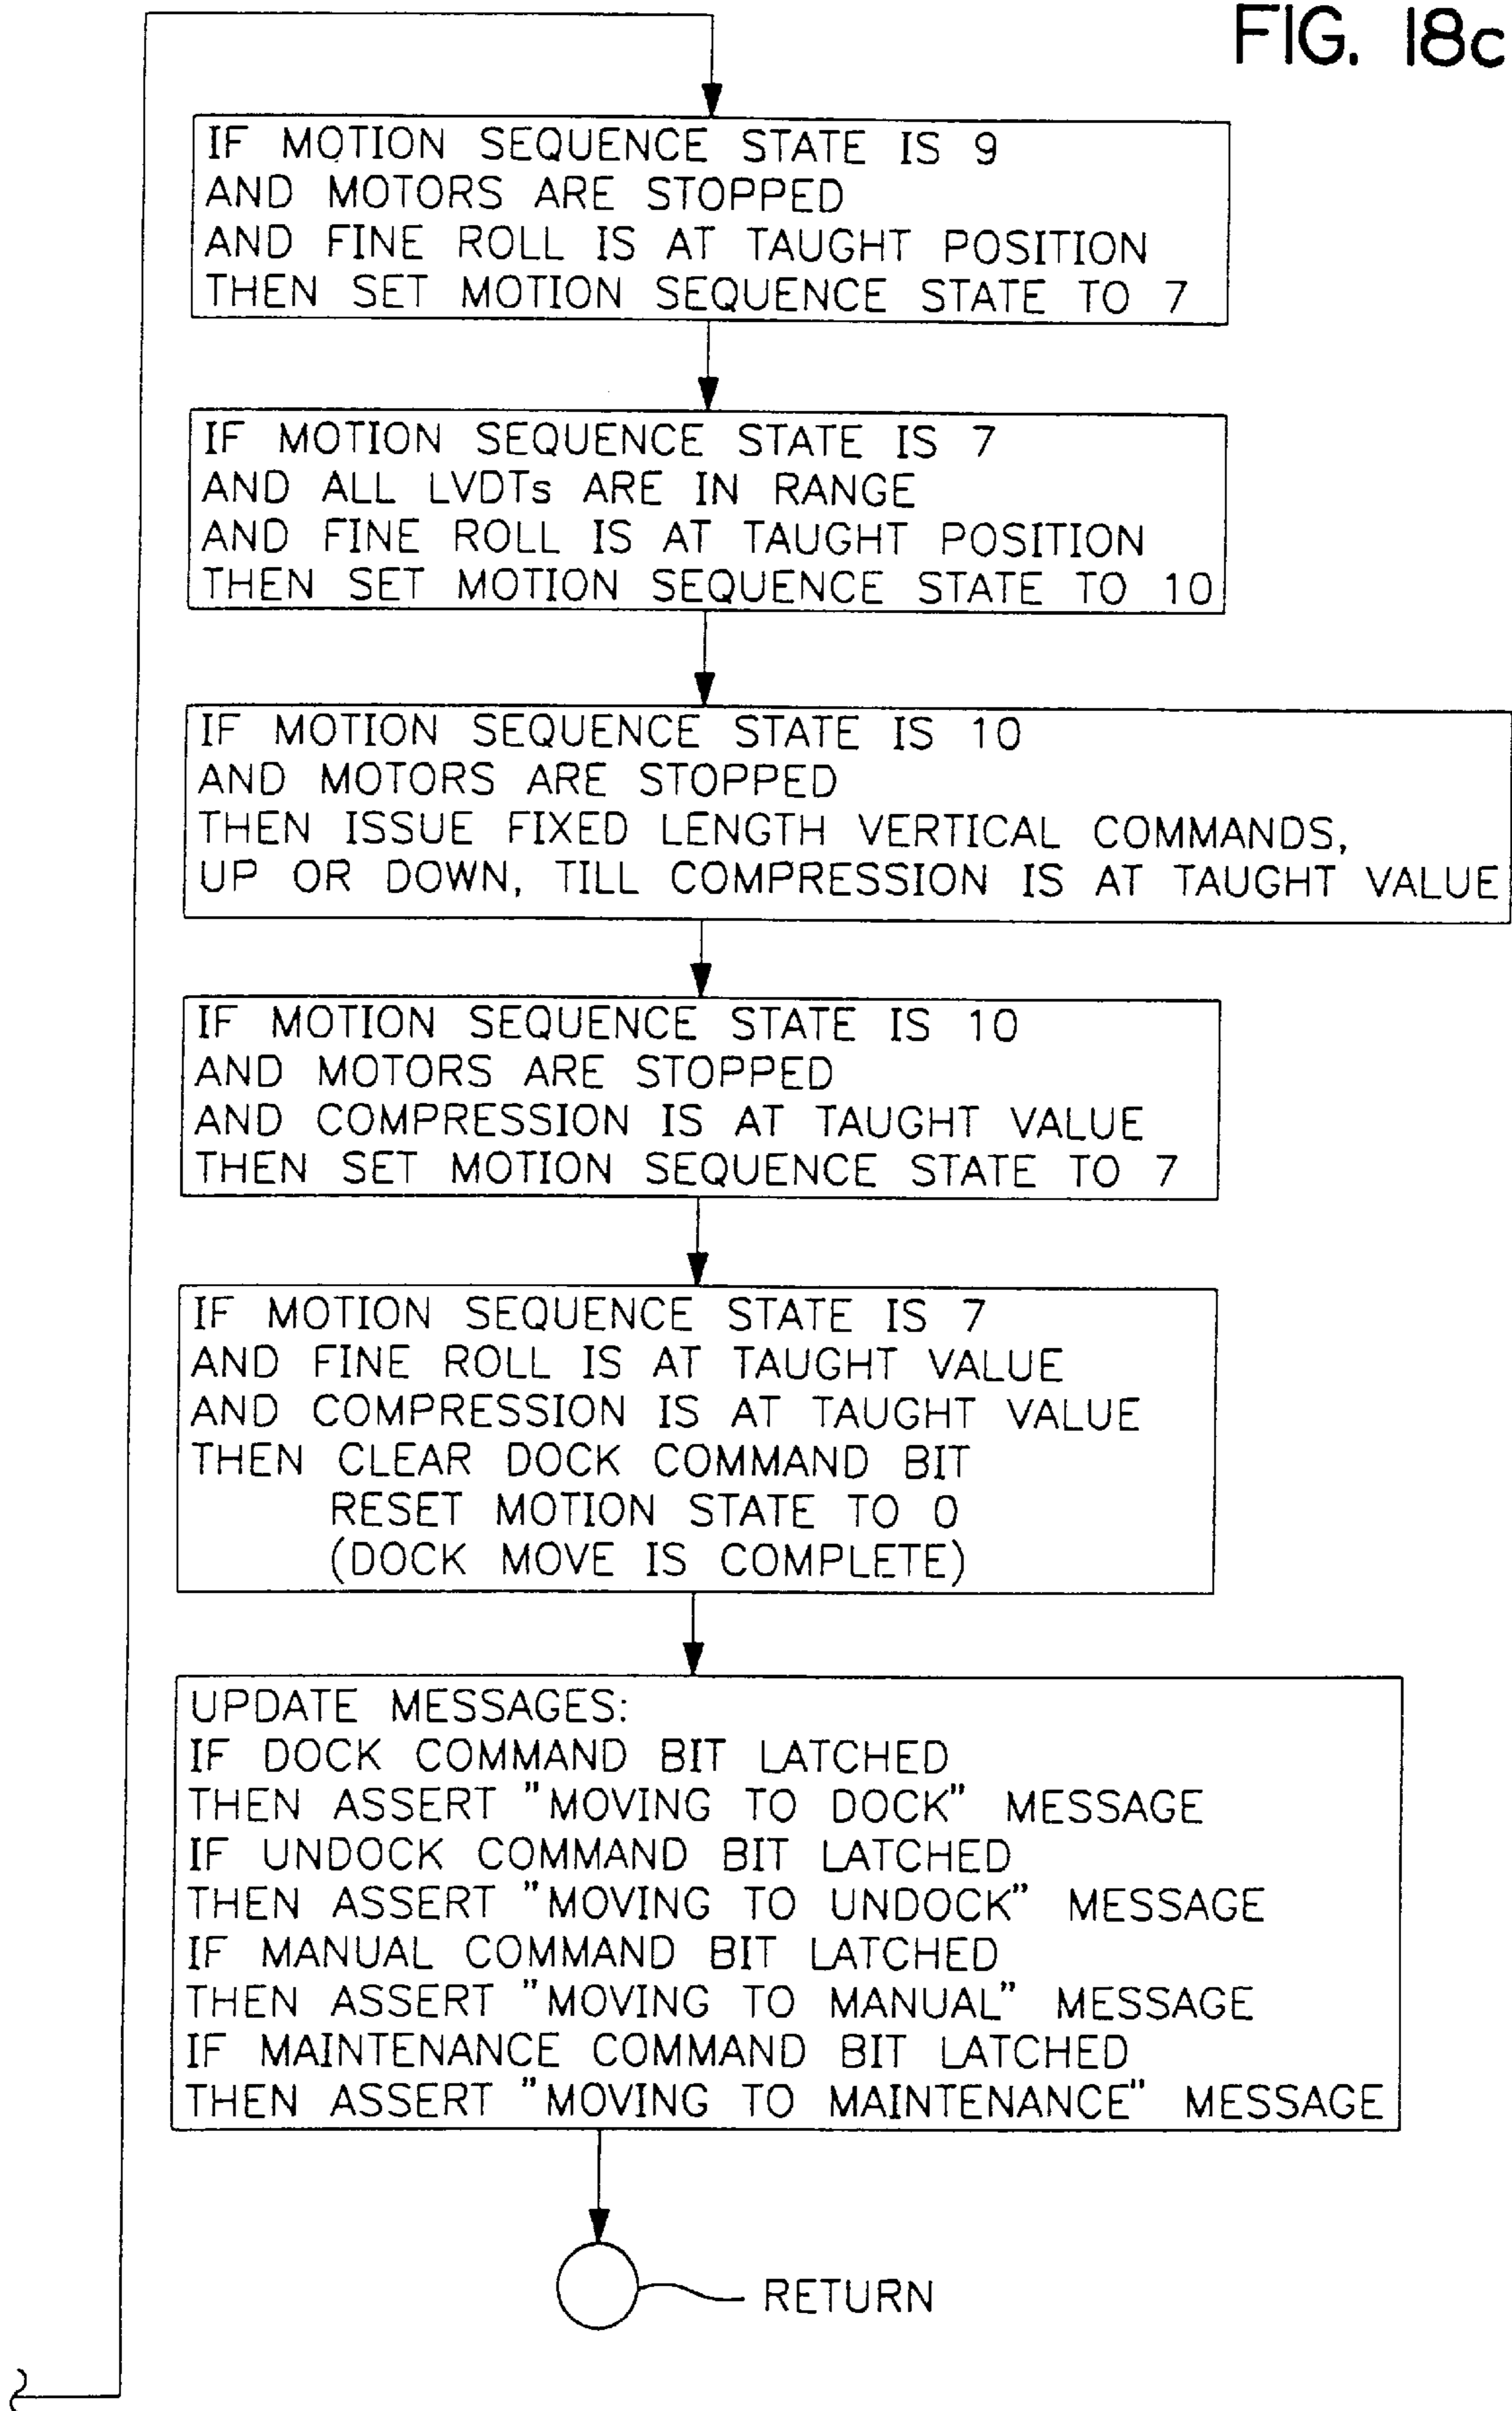 FIG. 18c
IF MOTION SEQUENCE STATE IS 9
AND MOTORS ARE STOPPED
AND FINE ROLL IS AT TAUGHT POSITION
THEN SET MOTION SEQUENCE STATE TO 7
IF MOTION SEQUENCE STATE IS 7
AND ALL LVDTs ARE IN RANGE
AND FINE ROLL IS AT TAUGHT POSITION
THEN SET MOTION SEQUENCE STATE TO 10
IF MOTION SEQUENCE STATE IS 10
AND MOTORS ARE STOPPED
THEN ISSUE FIXED LENGTH VERTICAL COMMANDS,
UP OR DOWN, TILL COMPRESSION IS AT TAUGHT VALUE
IF MOTION SEQUENCE STATE IS 10
AND MOTORS ARE STOPPED
AND COMPRESSION IS AT TAUGHT VALUE
THEN SET MOTION SEQUENCE STATE TO 7
IF MOTION SEQUENCE STATE IS 7
AND FINE ROLL IS AT TAUGHT VALUE
AND COMPRESSION IS AT TAUGHT VALUE
THEN CLEAR DOCK COMMAND BIT
RESET MOTION STATE TO 0
(DOCK MOVE IS COMPLETE)
UPDATE MESSAGES:
IF DOCK COMMAND BIT LATCHED
THEN ASSERT "MOVING TO DOCK" MESSAGE
IF UNDOCK COMMAND BIT LATCHED
THEN ASSERT "MOVING TO UNDOCK" MESSAGE
IF MANUAL COMMAND BIT LATCHED
THEN ASSERT "MOVING TO MANUAL" MESSAGE
IF MAINTENANCE COMMAND BIT LATCHED
THEN ASSERT "MOVING TO MAINTENANCE" MESSAGE
RETURN